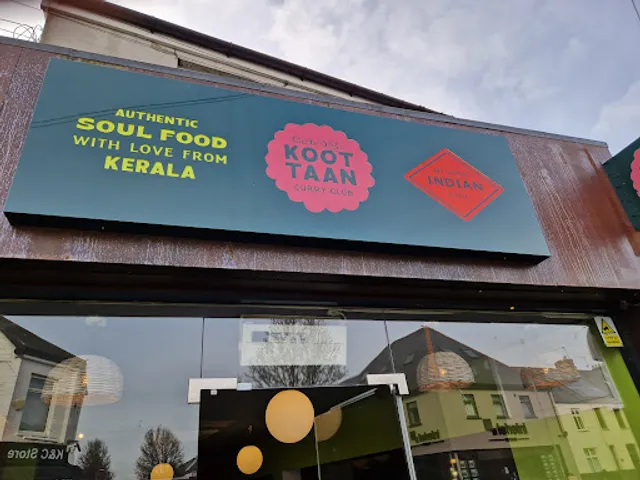 AUTHENTIC
SOUL FOOD
WITH LOVE FROM
KERALA
KOOT
TAAN
CURRY CLUB
INDIAN
K&C Store